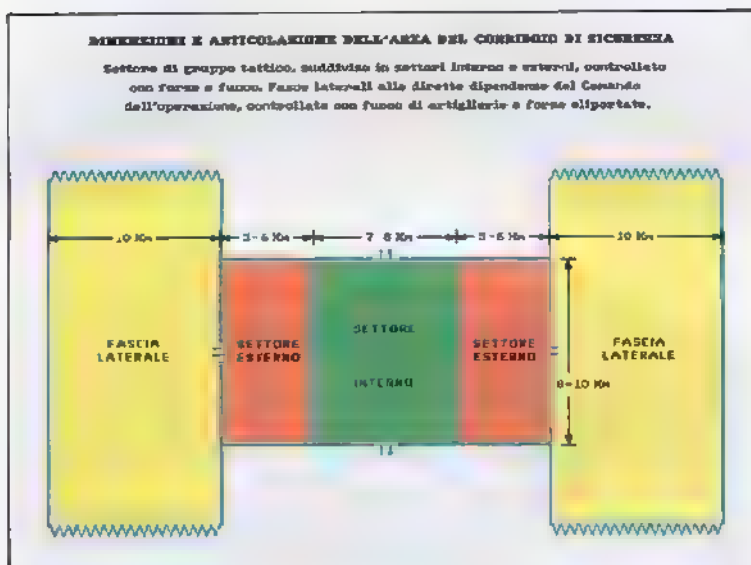 DIMENSIONI E ARTICOLAZIONE DELL'AREA DEL CORRIDOIO DI SICUREZZA
Settore di gruppo tattico, suddiviso in settori interno e esterni, controllato
con forze e fuoco. Fasce laterali alle dirette dipendenze del Comando
dell'operazione, controllate con fuoco di artiglierie e forze eliportate.
10 Km 5-6 Km 7-8 Km 5-6 Km 10 Km
FASCIA
LATERALE
SETTORE
ESTERNO
SETTORE
INTERNO
SETTORE
ESTERNO
FASCIA
LATERALE
8-10 Km